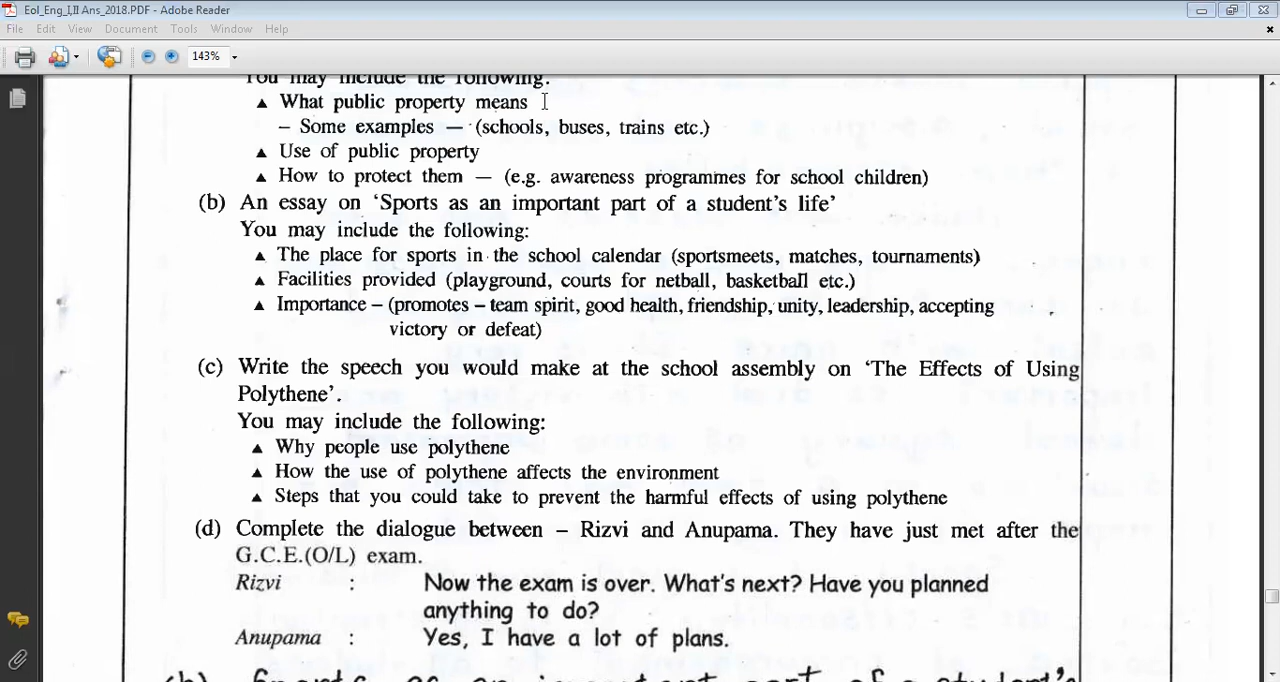 Eol_Eng_I,II Ans_2018.PDF - Adobe Reader
File Edit View Document Tools Window Help
143%
You may include the following:
▲ What public property means
– Some examples — (schools, buses, trains etc.)
▲ Use of public property
▲ How to protect them — (e.g. awareness programmes for school children)
(b) An essay on ‘Sports as an important part of a student’s life’
You may include the following:
▲ The place for sports in the school calendar (sportsmeets, matches, tournaments)
▲ Facilities provided (playground, courts for netball, basketball etc.)
▲ Importance – (promotes – team spirit, good health, friendship, unity, leadership, accepting
victory or defeat)
(c) Write the speech you would make at the school assembly on ‘The Effects of Using
Polythene’.
You may include the following:
▲ Why people use polythene
▲ How the use of polythene affects the environment
▲ Steps that you could take to prevent the harmful effects of using polythene
(d) Complete the dialogue between – Rizvi and Anupama. They have just met after the
G.C.E.(O/L) exam.
Rizvi : Now the exam is over. What's next? Have you planned
anything to do?
Anupama : Yes, I have a lot of plans.
(b) Sports as an important part of a student's